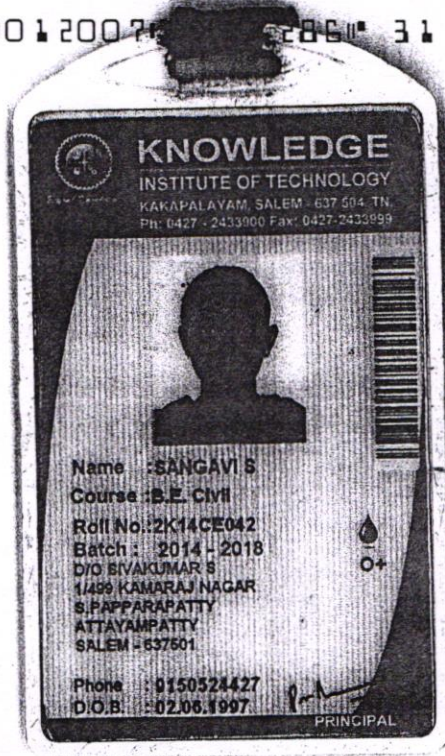 KNOWLEDGE
INSTITUTE OF TECHNOLOGY
KAKAPALAYAM, SALEM - 637 504. TN.
Ph: 0427 - 2433900 Fax: 0427-2433999
Name : SANGAVI S
Course : B.E. Civil
Roll No.: 2K14CE042
Batch : 2014 - 2018
D/O SIVAKUMAR S
1/499 KAMARAJ NAGAR
S.PAPPARAPATTY
ATTAYAMPATTY
SALEM - 637501
O+
Phone : 9150524427
D.O.B. : 02.06.1997
PRINCIPAL